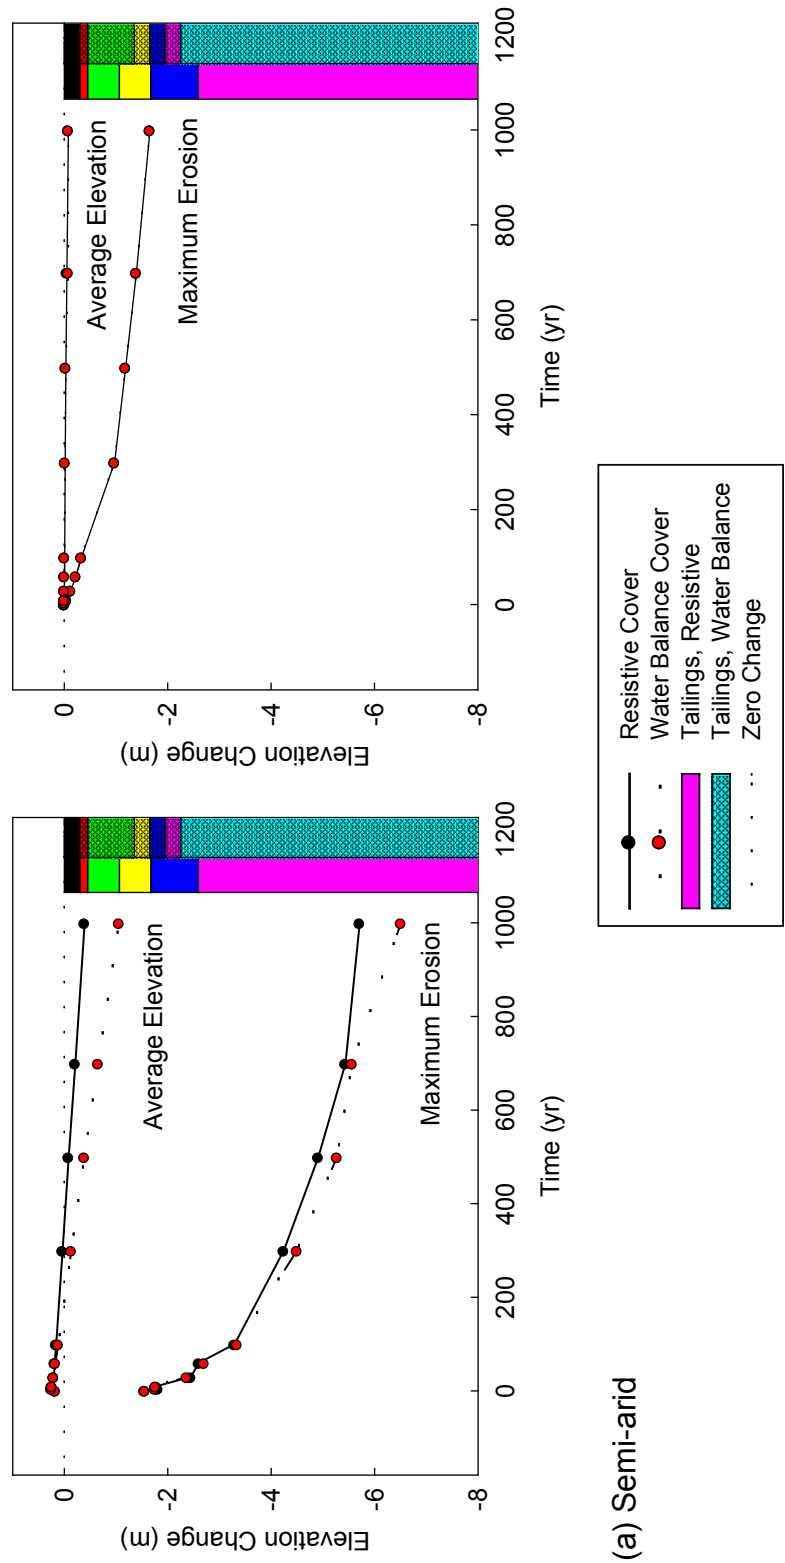 0
-2
-4
-6
-8
Elevation Change (m)
0
200
400
600
800
1000
1200
Time (yr)
Average Elevation
Maximum Erosion
0
-2
-4
-6
-8
Elevation Change (m)
0
200
400
600
800
1000
1200
Time (yr)
Average Elevation
Maximum Erosion
(a) Semi-arid
Resistive Cover
Water Balance Cover
Tailings, Resistive
Tailings, Water Balance
Zero Change